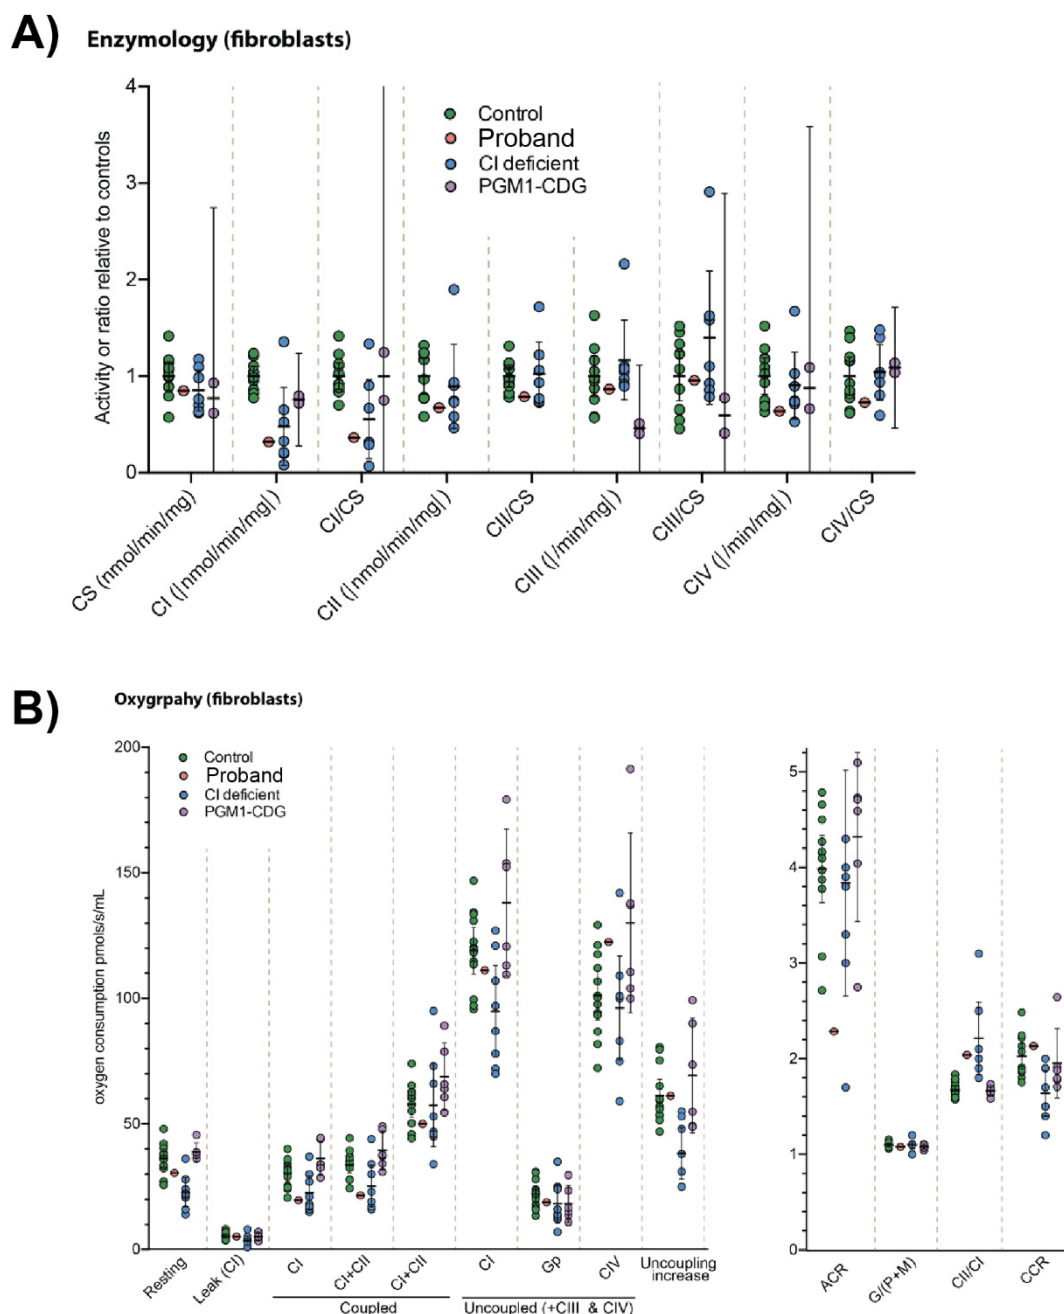 A)
Enzymology (fibroblasts)
Activity or ratio relative to controls
4
3
2
1
0
Control
Proband
CI deficient
PGM1-CDG
CS (nmol/min/mg)
CI (|nmol/min/mg|)
CI/CS
CII (|nmol/min/mg|)
CII/CS
CIII (|/min/mg|)
CIII/CS
CIV (|/min/mg|)
CIV/CS
B)
Oxygrpahy (fibroblasts)
oxygen consumption pmols/s/mL
200
150
100
50
0
Control
Proband
CI deficient
PGM1-CDG
Resting
Leak (CI)
CI
CI+CII
CI+CII
CI
Gp
CIV
Uncoupling
increase
Coupled
Uncoupled (+CIII & CIV)
5
4
3
2
1
0
ACR
G/(P+M)
CII/CI
CCR